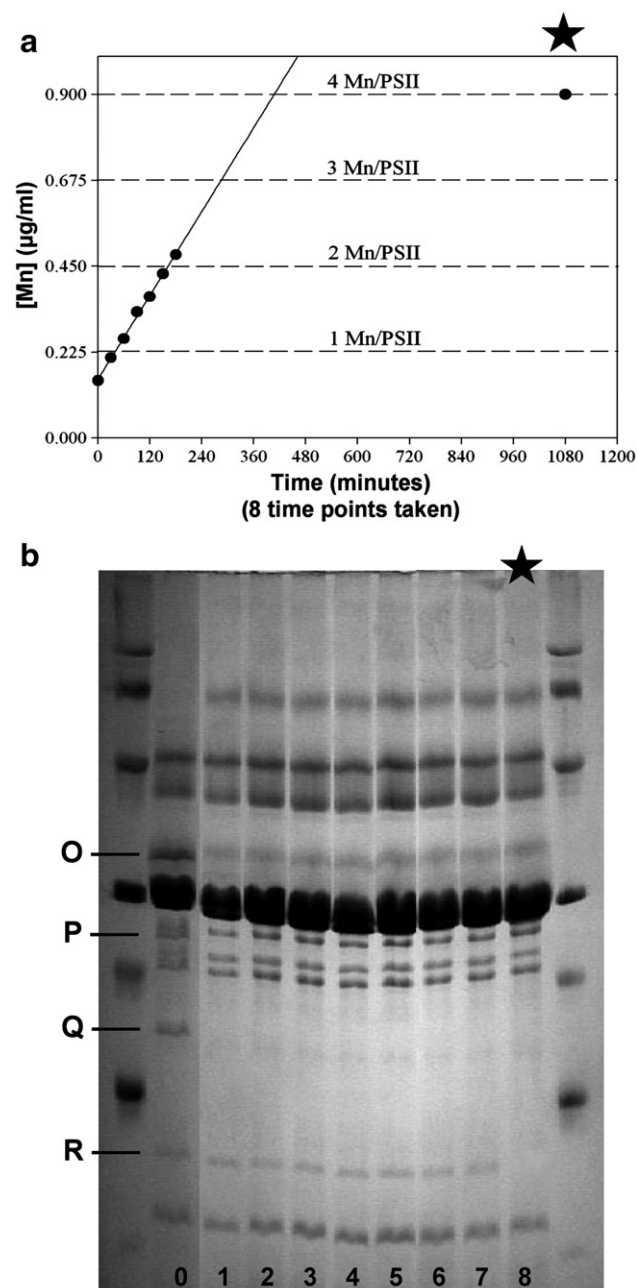 a
4 Mn/PSII
3 Mn/PSII
2 Mn/PSII
1 Mn/PSII
0.900
0.675
0.450
0.225
0.000
[Mn] (µg/ml)
0 120 240 360 480 600 720 840 960 1080 1200
Time (minutes)
(8 time points taken)
b
O
P
Q
R
0 1 2 3 4 5 6 7 8